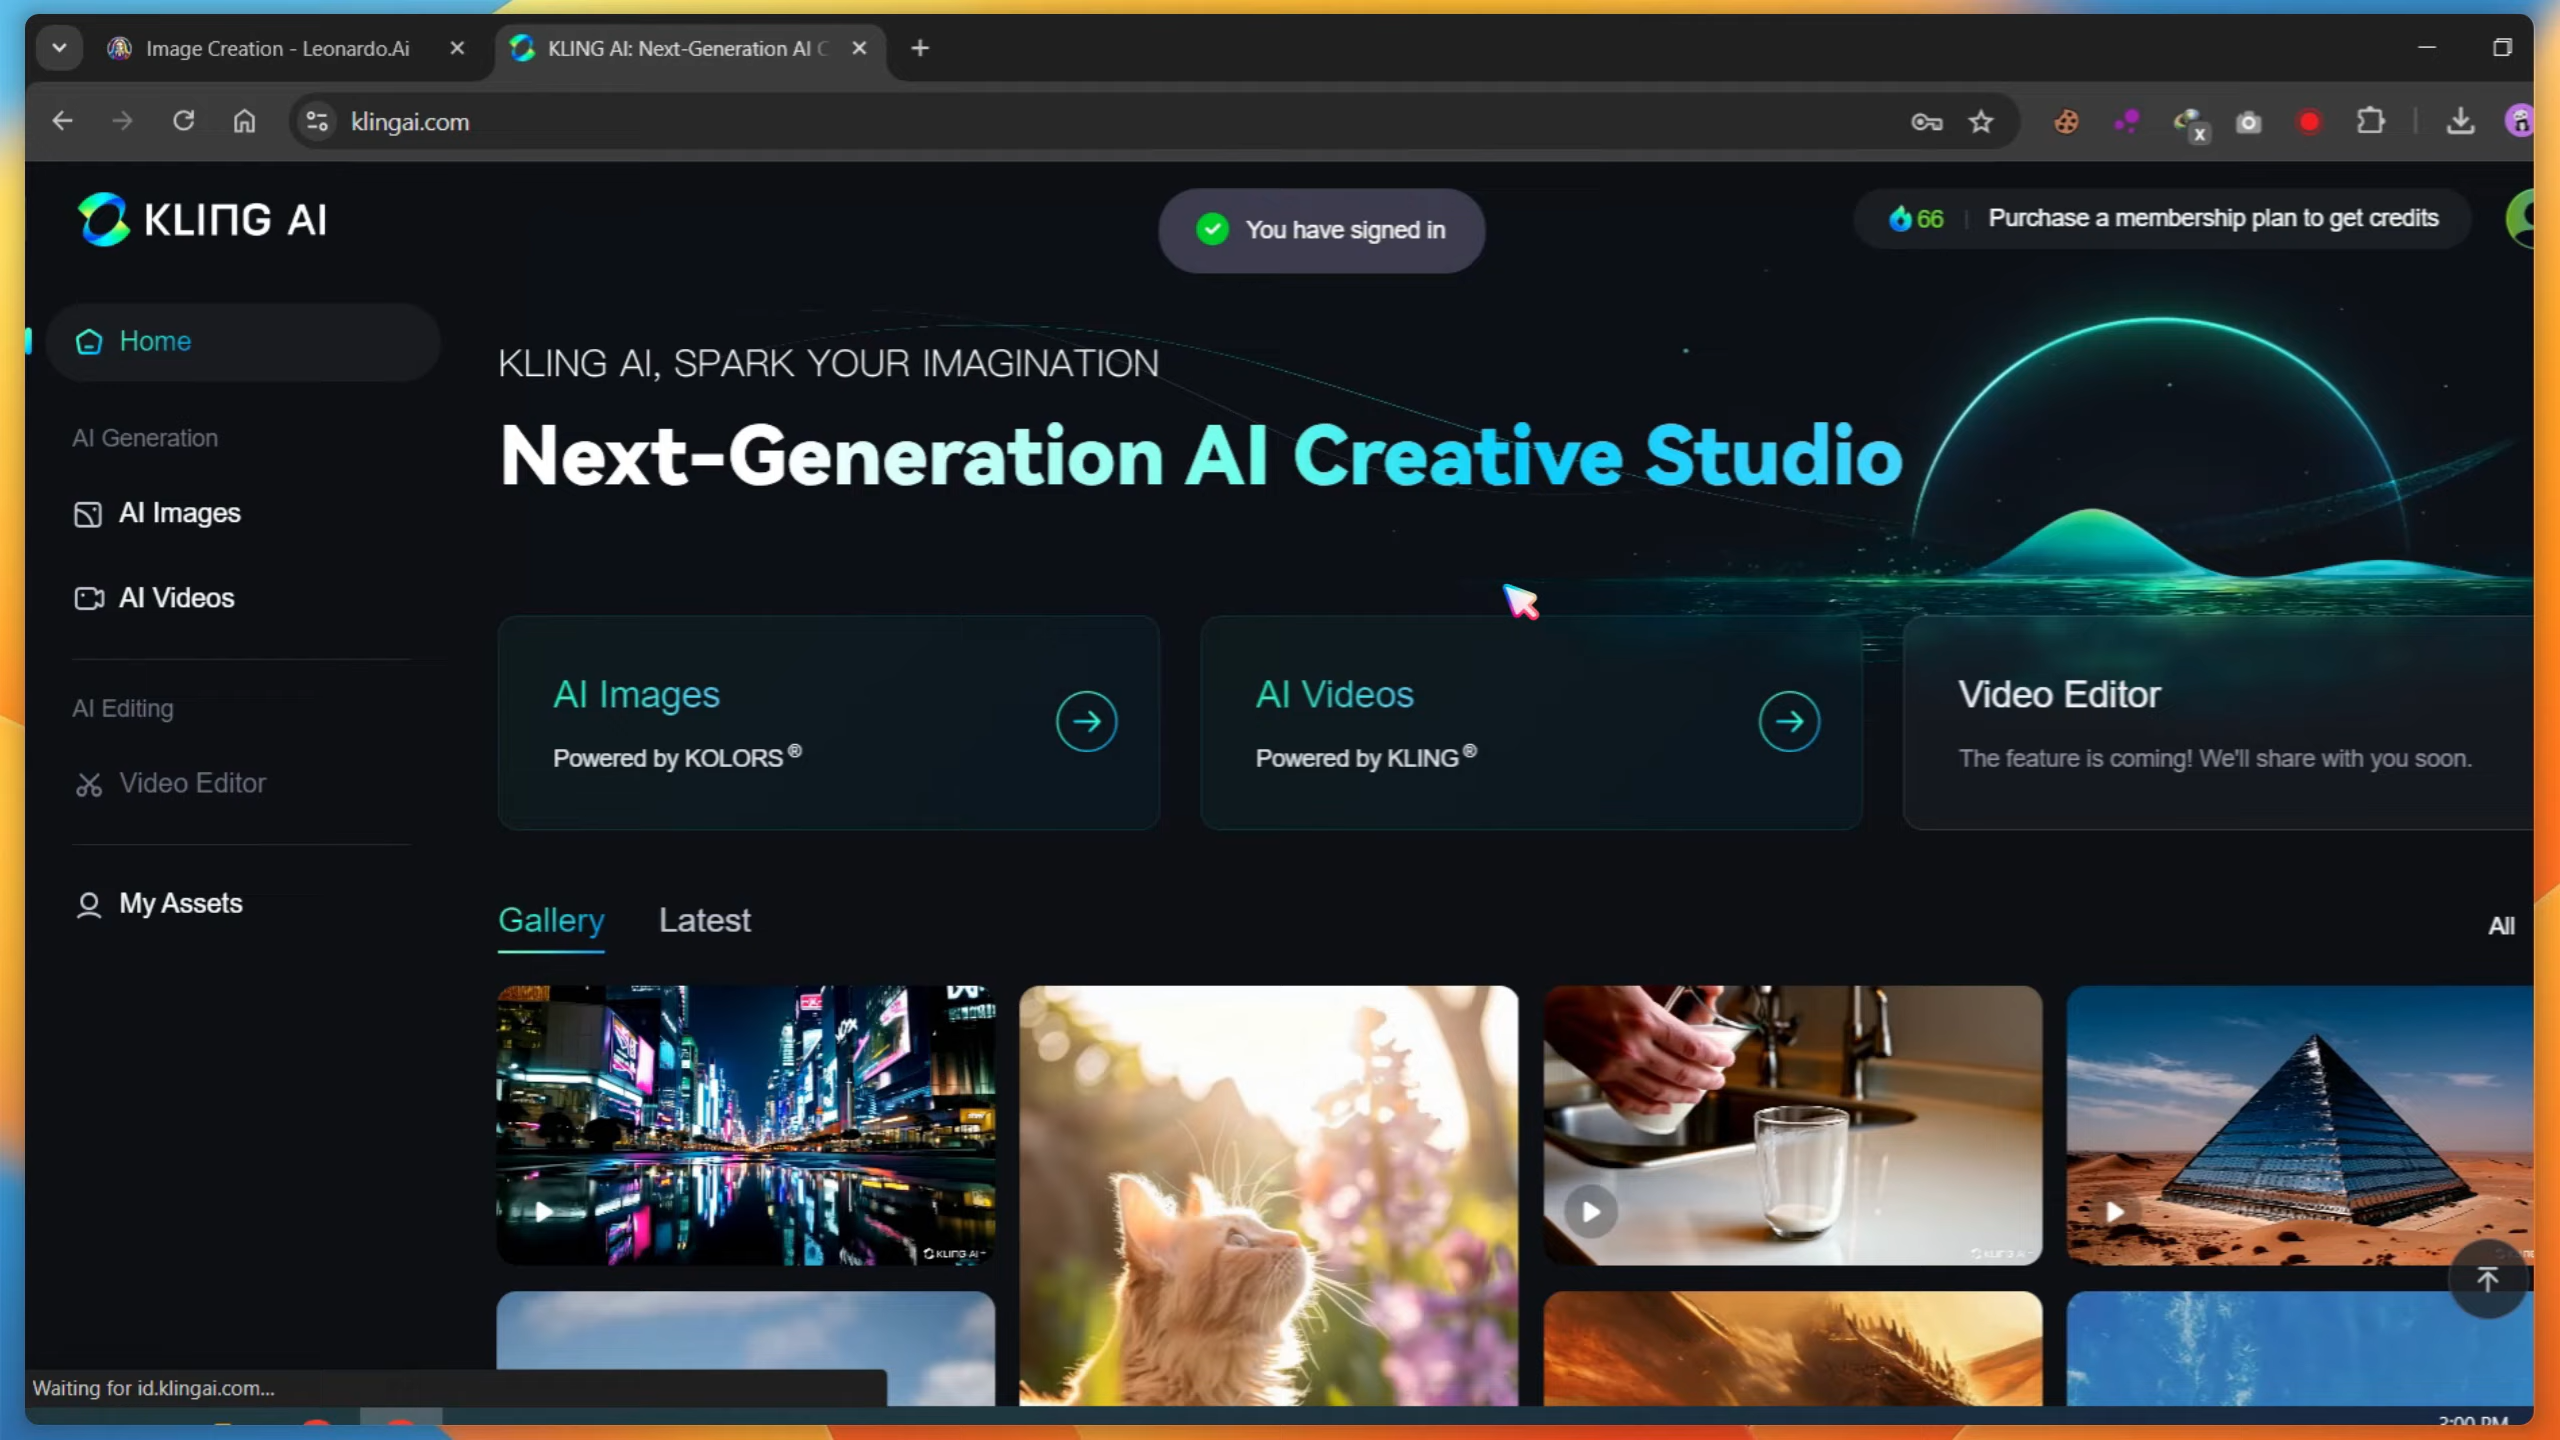 Image Creation - Leonardo.Ai
KLING AI: Next-Generation AI C
klingai.com
KLING AI
You have signed in
66
Purchase a membership plan to get credits
Home
AI Generation
AI Images
AI Videos
AI Editing
Video Editor
My Assets
KLING AI, SPARK YOUR IMAGINATION
Next-Generation AI Creative Studio
AI Images
Powered by KOLORS®
AI Videos
Powered by KLING®
Video Editor
The feature is coming! We'll share with you soon.
Gallery
Latest
All
KLING AI
KLING AI
Waiting for id.klingai.com...